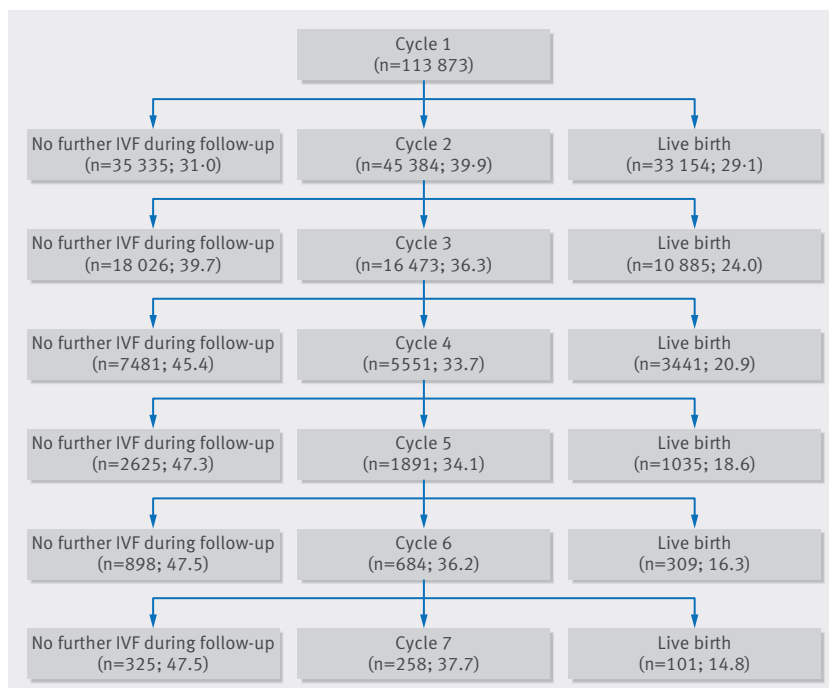 Cycle 1
(n=113 873)
No further IVF during follow-up
(n=35 335; 31·0)
Cycle 2
(n=45 384; 39·9)
Live birth
(n=33 154; 29·1)
No further IVF during follow-up
(n=18 026; 39.7)
Cycle 3
(n=16 473; 36.3)
Live birth
(n=10 885; 24.0)
No further IVF during follow-up
(n=7481; 45.4)
Cycle 4
(n=5551; 33.7)
Live birth
(n=3441; 20.9)
No further IVF during follow-up
(n=2625; 47.3)
Cycle 5
(n=1891; 34.1)
Live birth
(n=1035; 18.6)
No further IVF during follow-up
(n=898; 47.5)
Cycle 6
(n=684; 36.2)
Live birth
(n=309; 16.3)
No further IVF during follow-up
(n=325; 47.5)
Cycle 7
(n=258; 37.7)
Live birth
(n=101; 14.8)